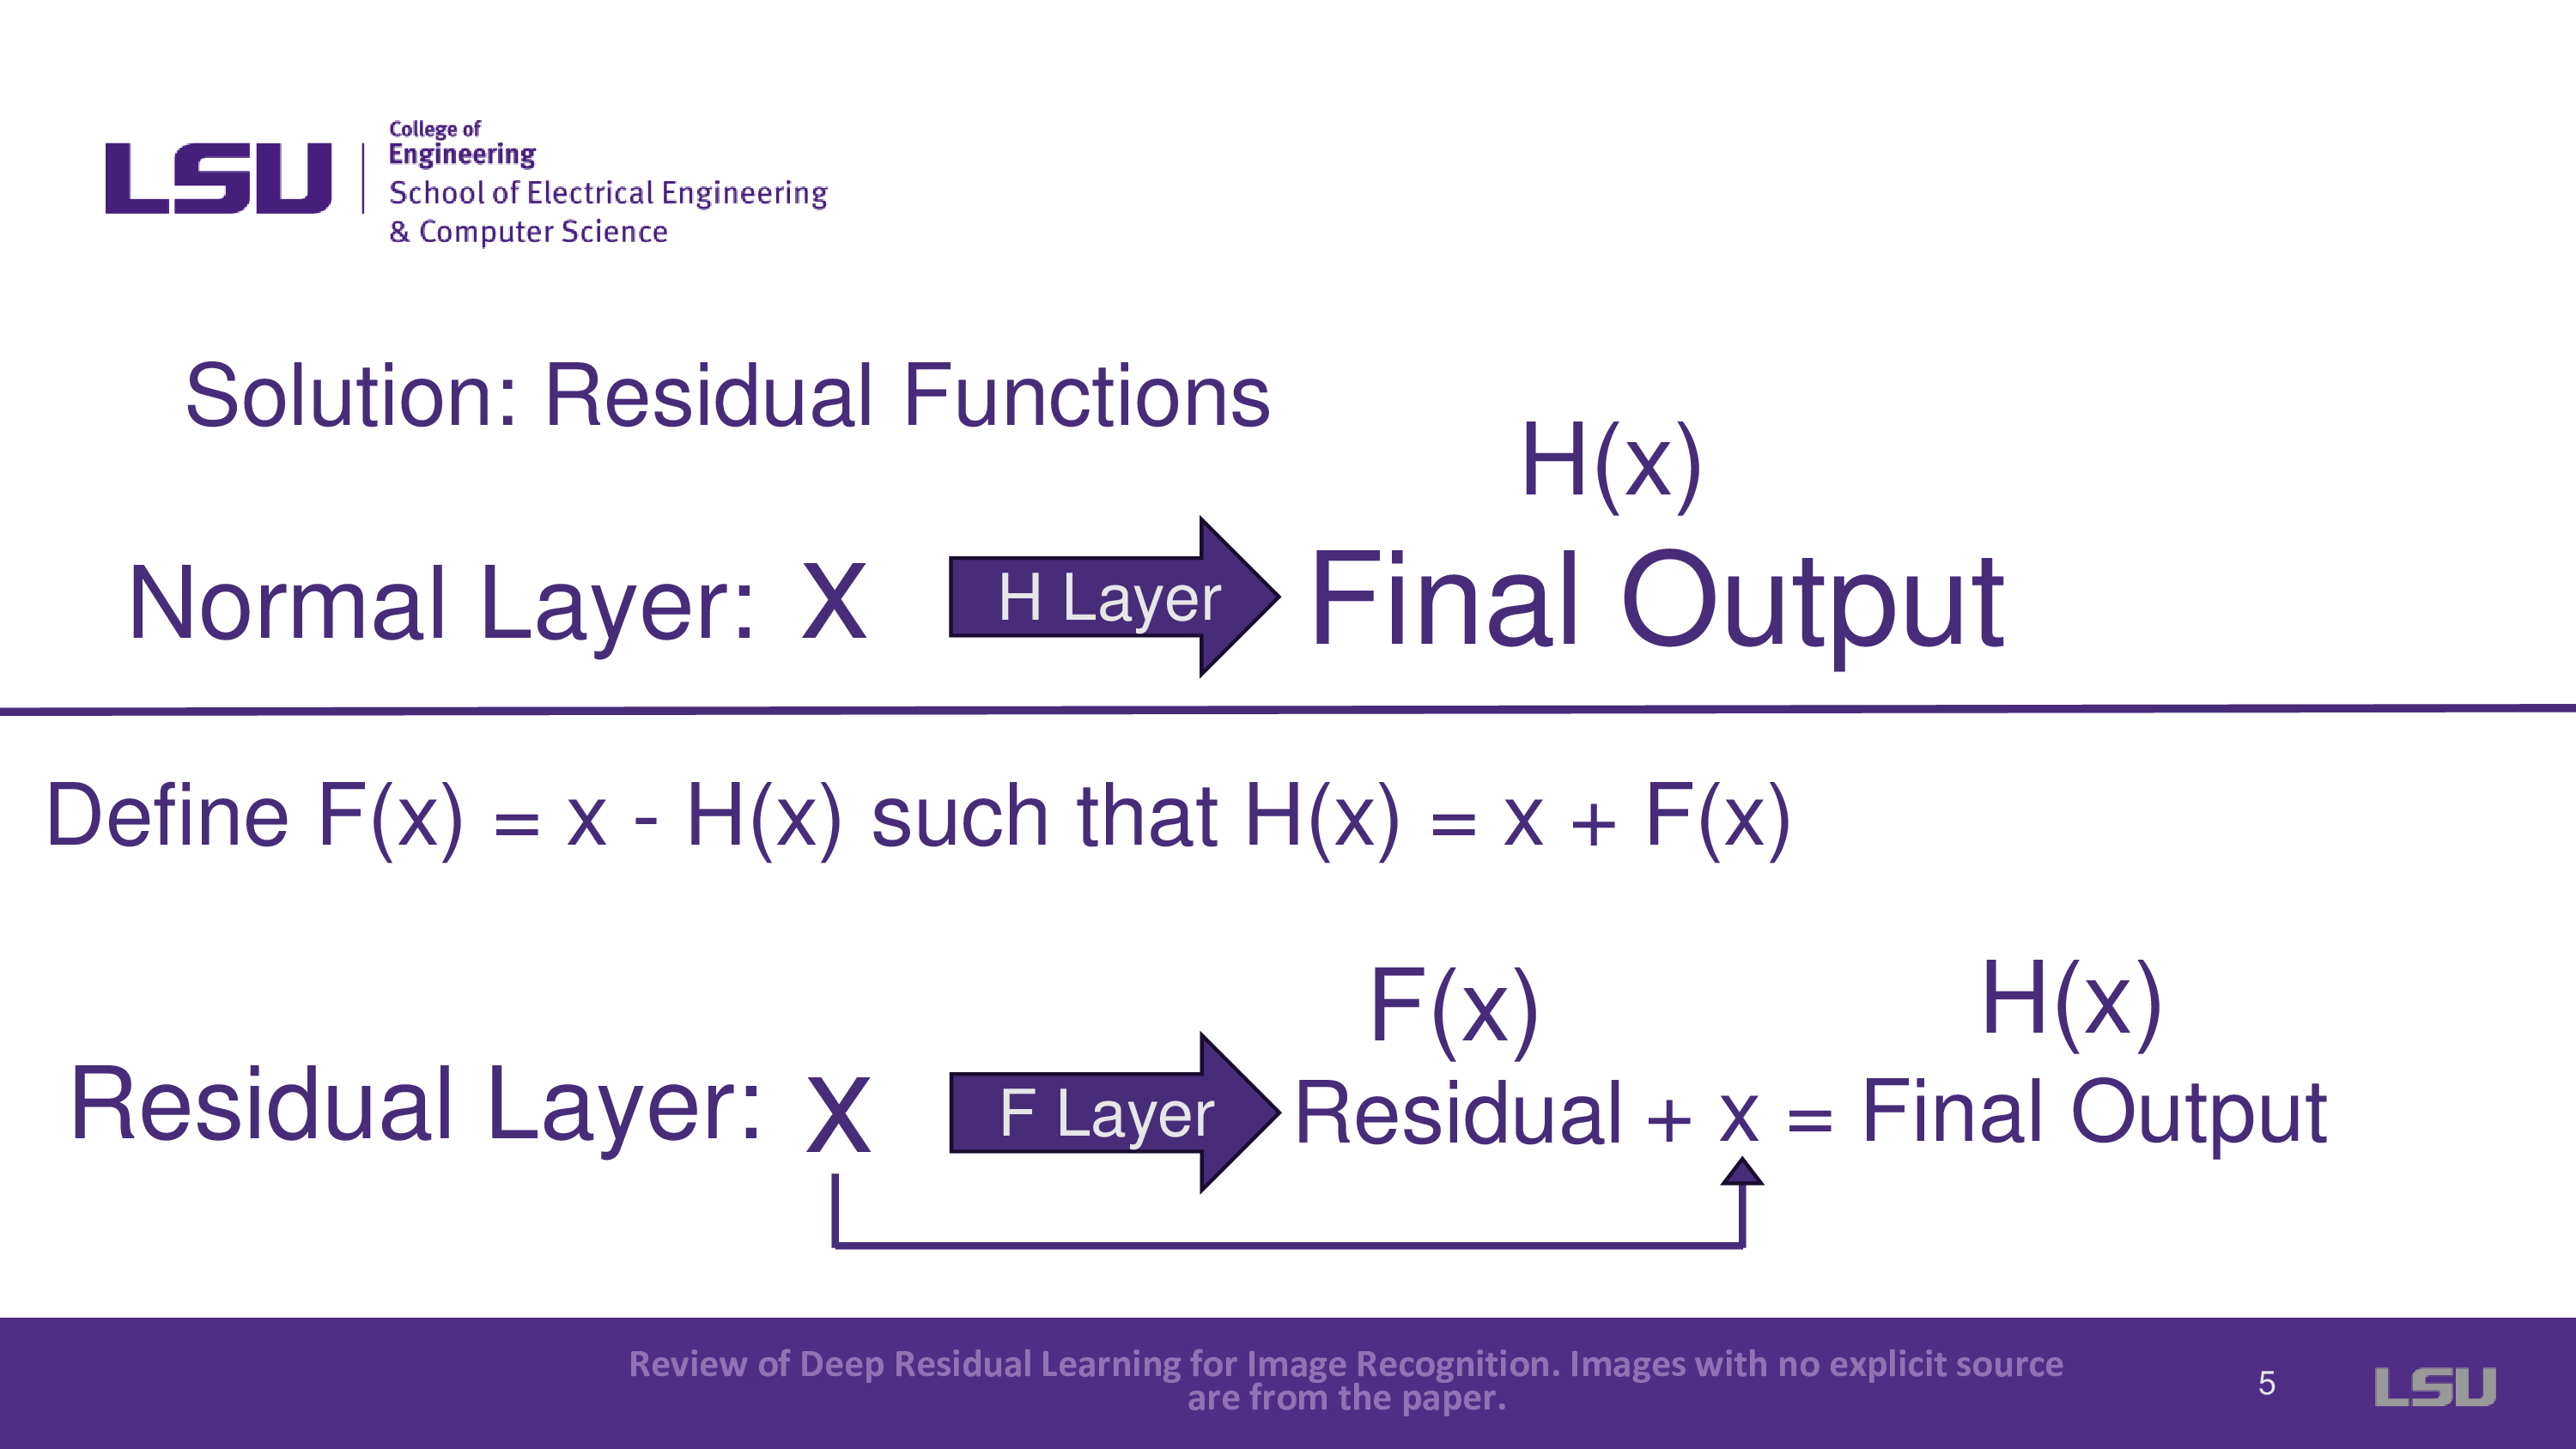 LSU
College of
Engineering
School of Electrical Engineering
& Computer Science
Solution: Residual Functions
H(x)
Normal Layer: x H Layer Final Output
Define F(x) = x - H(x) such that H(x) = x + F(x)
F(x) H(x)
Residual Layer: x F Layer Residual + x = Final Output
Review of Deep Residual Learning for Image Recognition. Images with no explicit source
are from the paper.
5
LSU